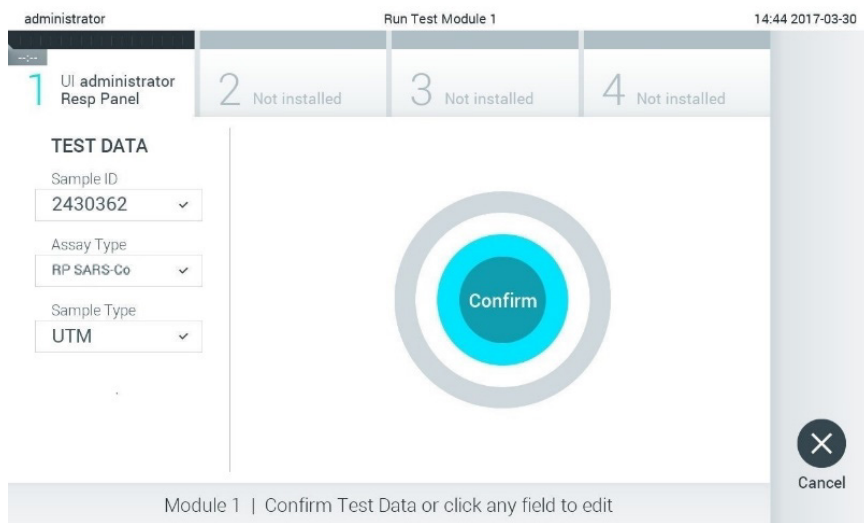 administrator
Run Test Module 1
14:44 2017-03-30
--:--
1
UI administrator
Resp Panel
2 Not installed
3 Not installed
4 Not installed
TEST DATA
Sample ID
2430362
Assay Type
RP SARS-Co
Sample Type
UTM
Confirm
Cancel
Module 1 | Confirm Test Data or click any field to edit